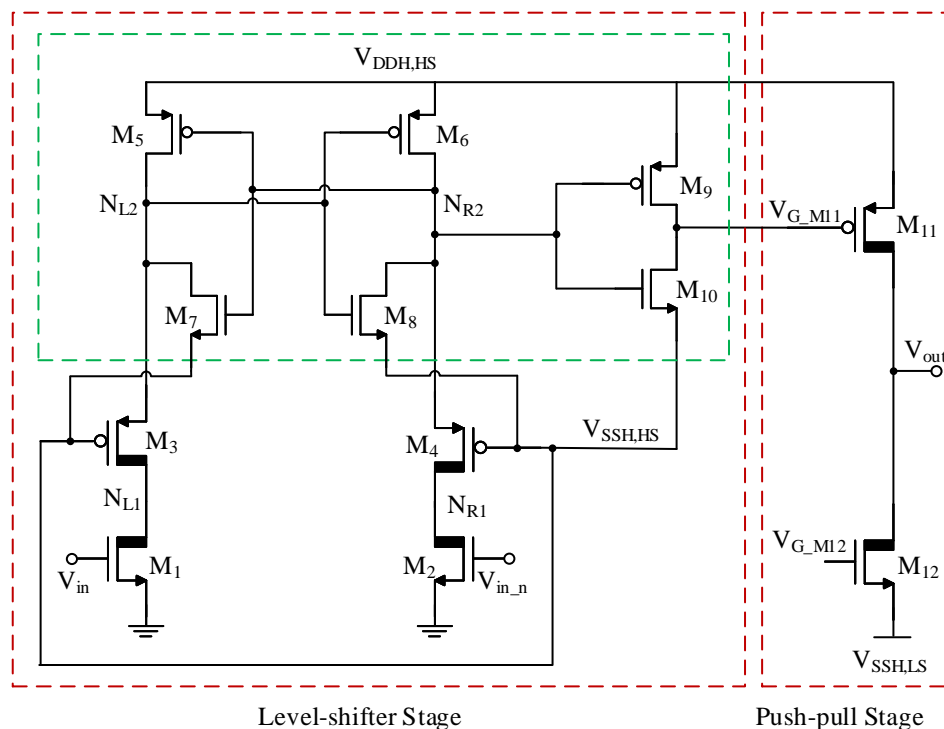 V_DDH,HS
M_5
M_6
N_L2
N_R2
M_9
V_G_M11
M_11
M_7
M_8
M_10
V_out
V_SSH,HS
M_3
M_4
N_L1
N_R1
V_G_M12
V_in
M_1
M_2
V_in_n
M_12
V_SSH,LS
Level-shifter Stage
Push-pull Stage